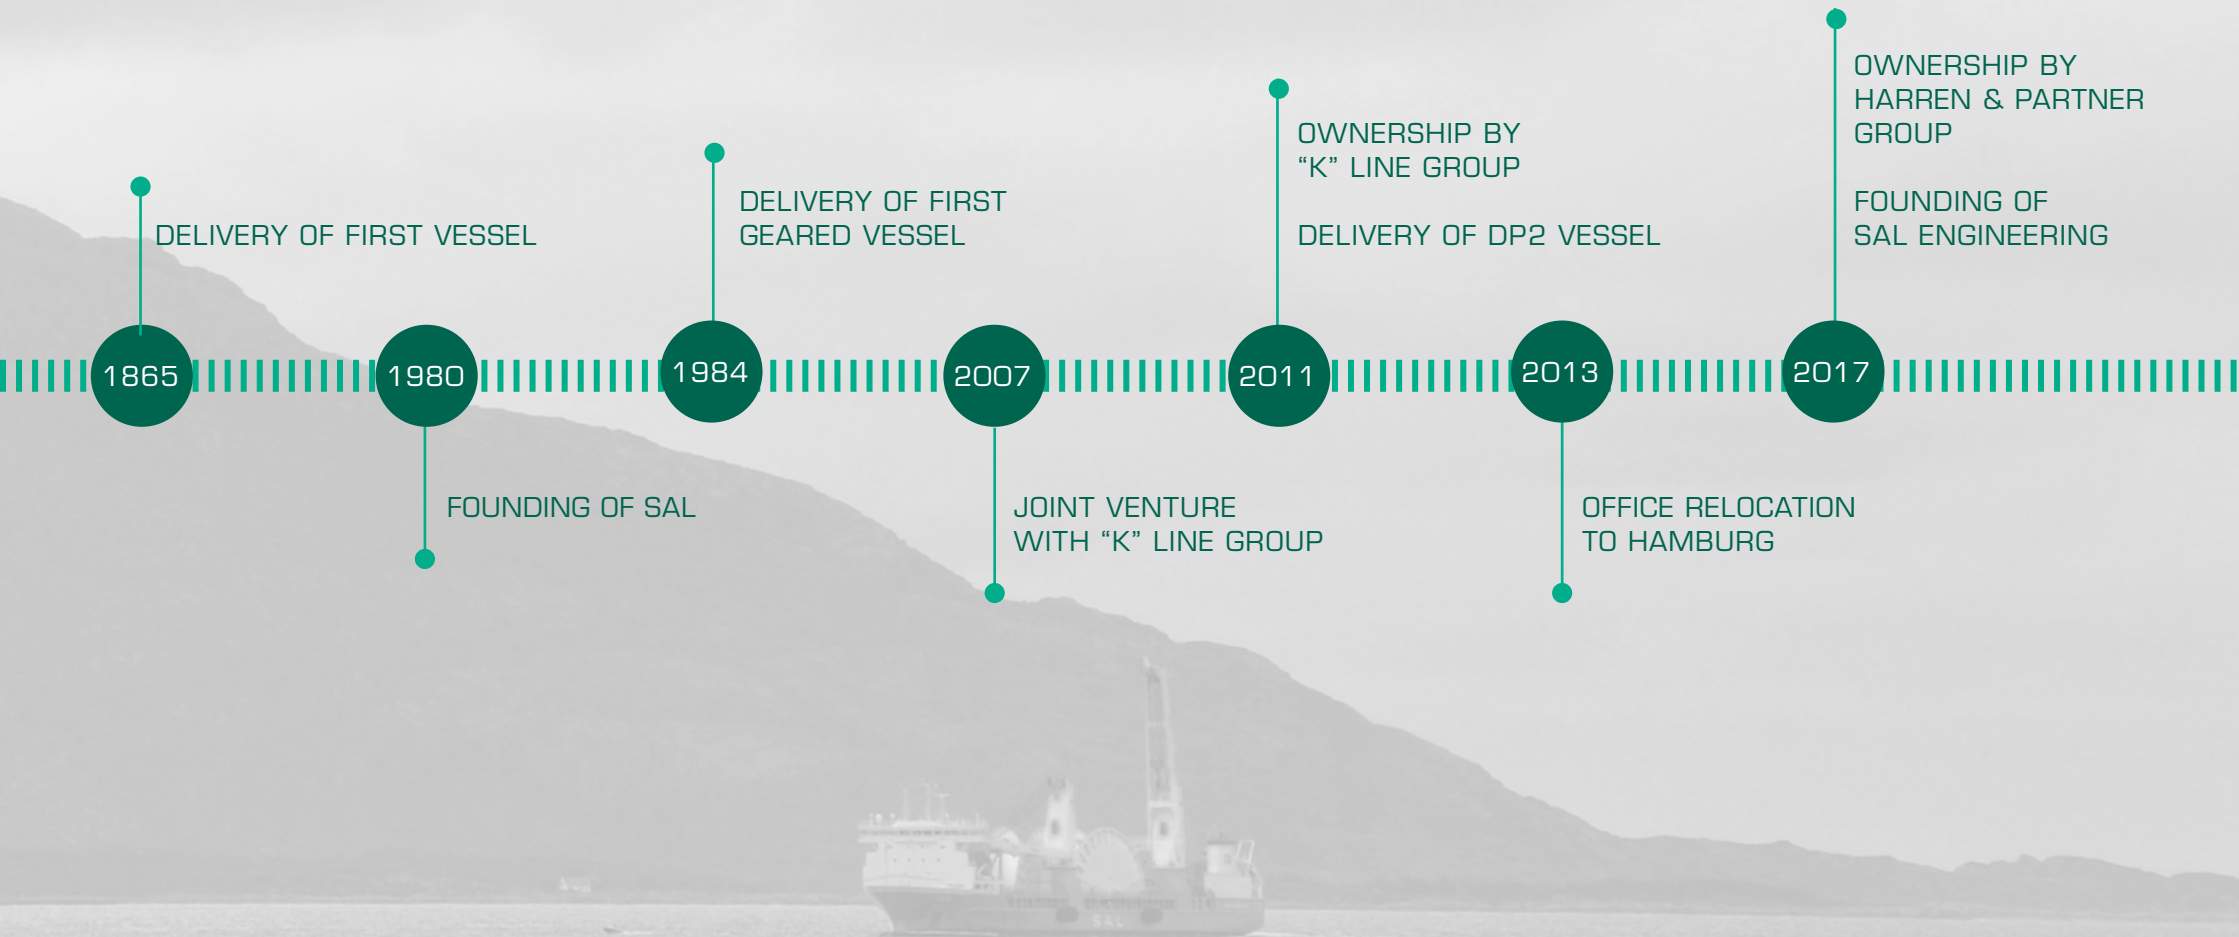 1865
DELIVERY OF FIRST VESSEL
1980
FOUNDING OF SAL
1984
DELIVERY OF FIRST
GEARED VESSEL
2007
JOINT VENTURE
WITH “K” LINE GROUP
2011
OWNERSHIP BY
“K” LINE GROUP
DELIVERY OF DP2 VESSEL
2013
OFFICE RELOCATION
TO HAMBURG
2017
OWNERSHIP BY
HARREN & PARTNER
GROUP
FOUNDING OF
SAL ENGINEERING
SAL